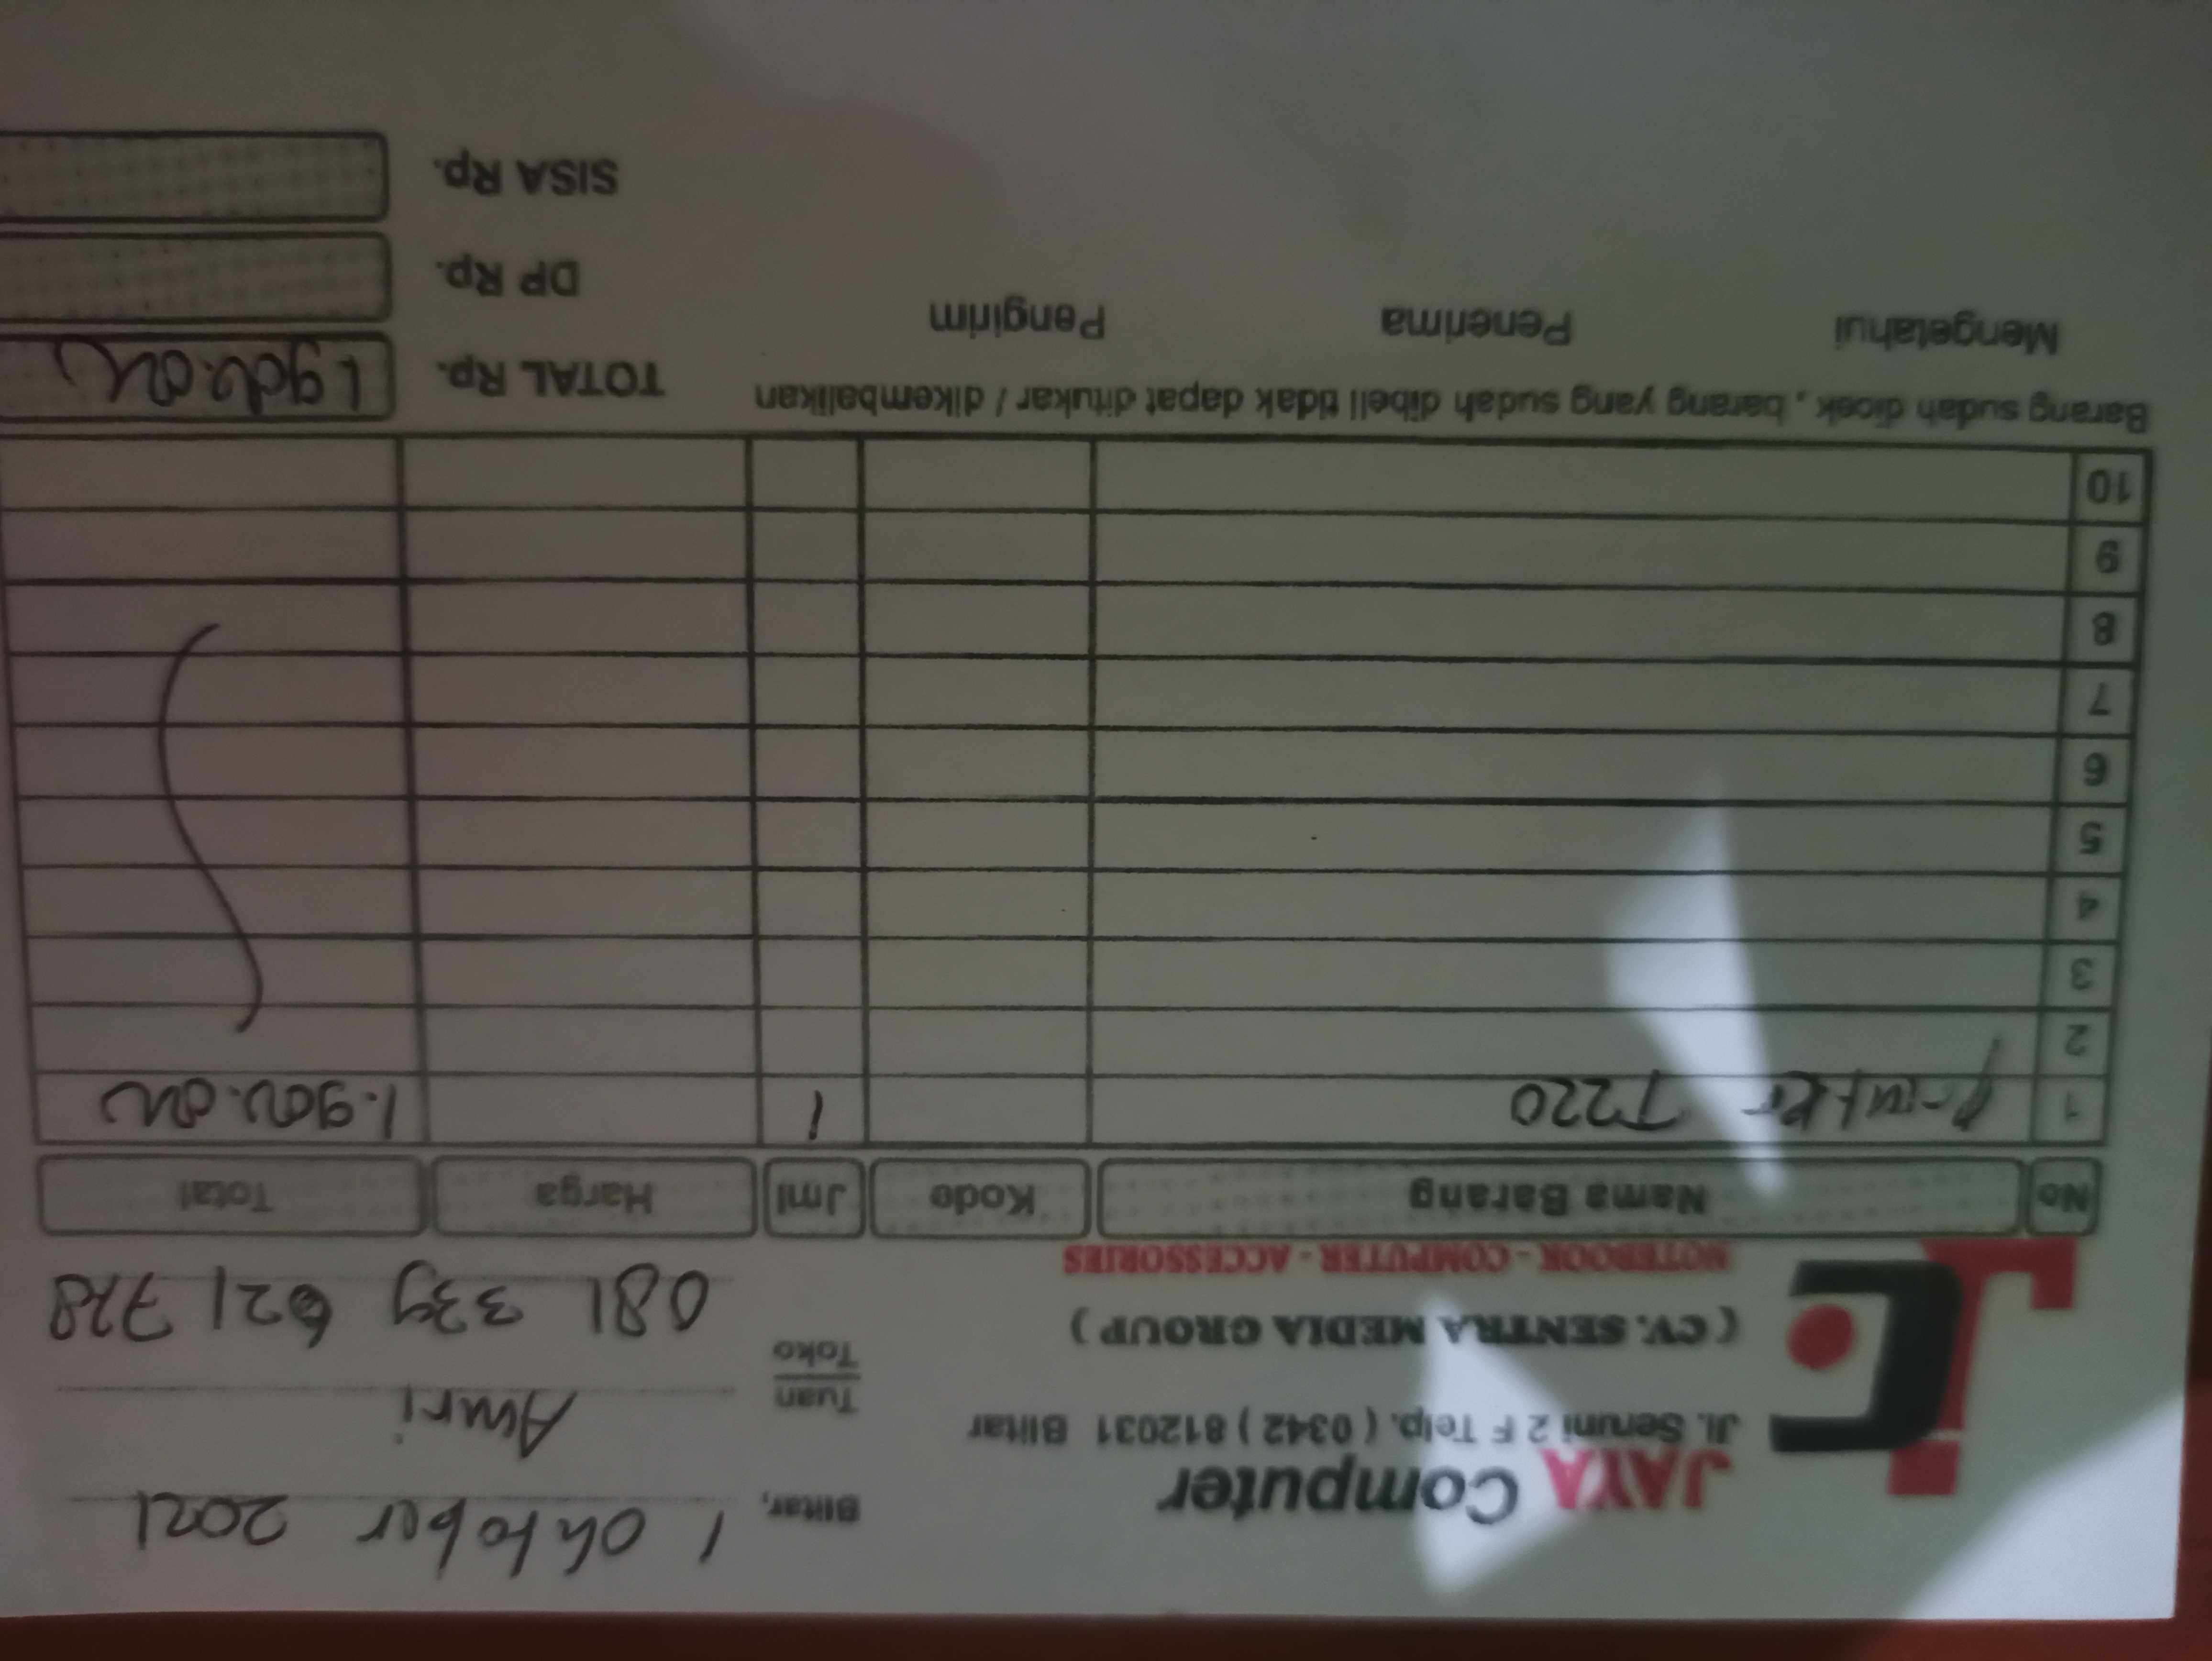 JAYA Computer
Jl. Seruni 2 F Telp. ( 0342 ) 812031 Blitar
( CV. SENTRA MEDIA GROUP )
NOTEBOOK - COMPUTER - ACCESSORIES
Blitar, 1 Oktober 2021
Tuan
Toko
081 339 621 728
No Nama Barang Kode Jml Harga Total
1 Printer T220 1 1.900.000
2
3
4
5
6
7
8
9
10
Barang sudah dicek , barang yang sudah dibeli tidak dapat ditukar / dikembalikan
TOTAL Rp. 1.900.000
Mengetahui Penerima Pengirim
DP Rp.
SISA Rp.